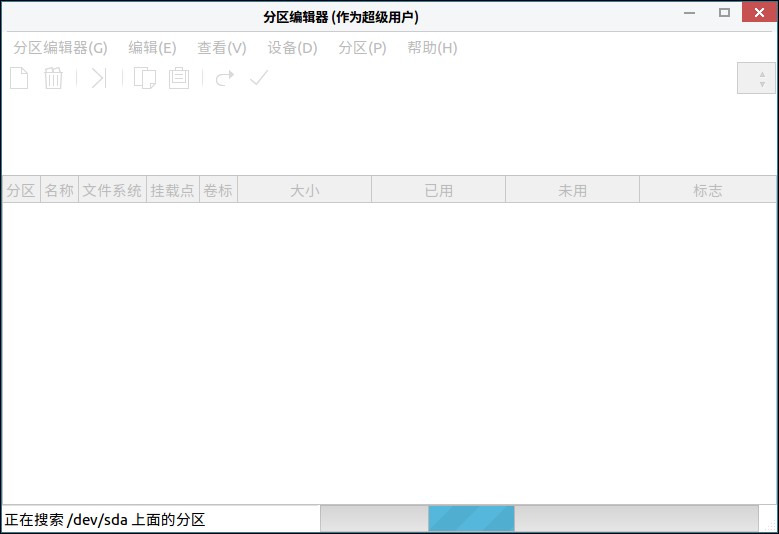 分区编辑器 (作为超级用户)
分区编辑器(G) 编辑(E) 查看(V) 设备(D) 分区(P) 帮助(H)
分区 名称 文件系统 挂载点 卷标 大小 已用 未用 标志
正在搜索 /dev/sda 上面的分区